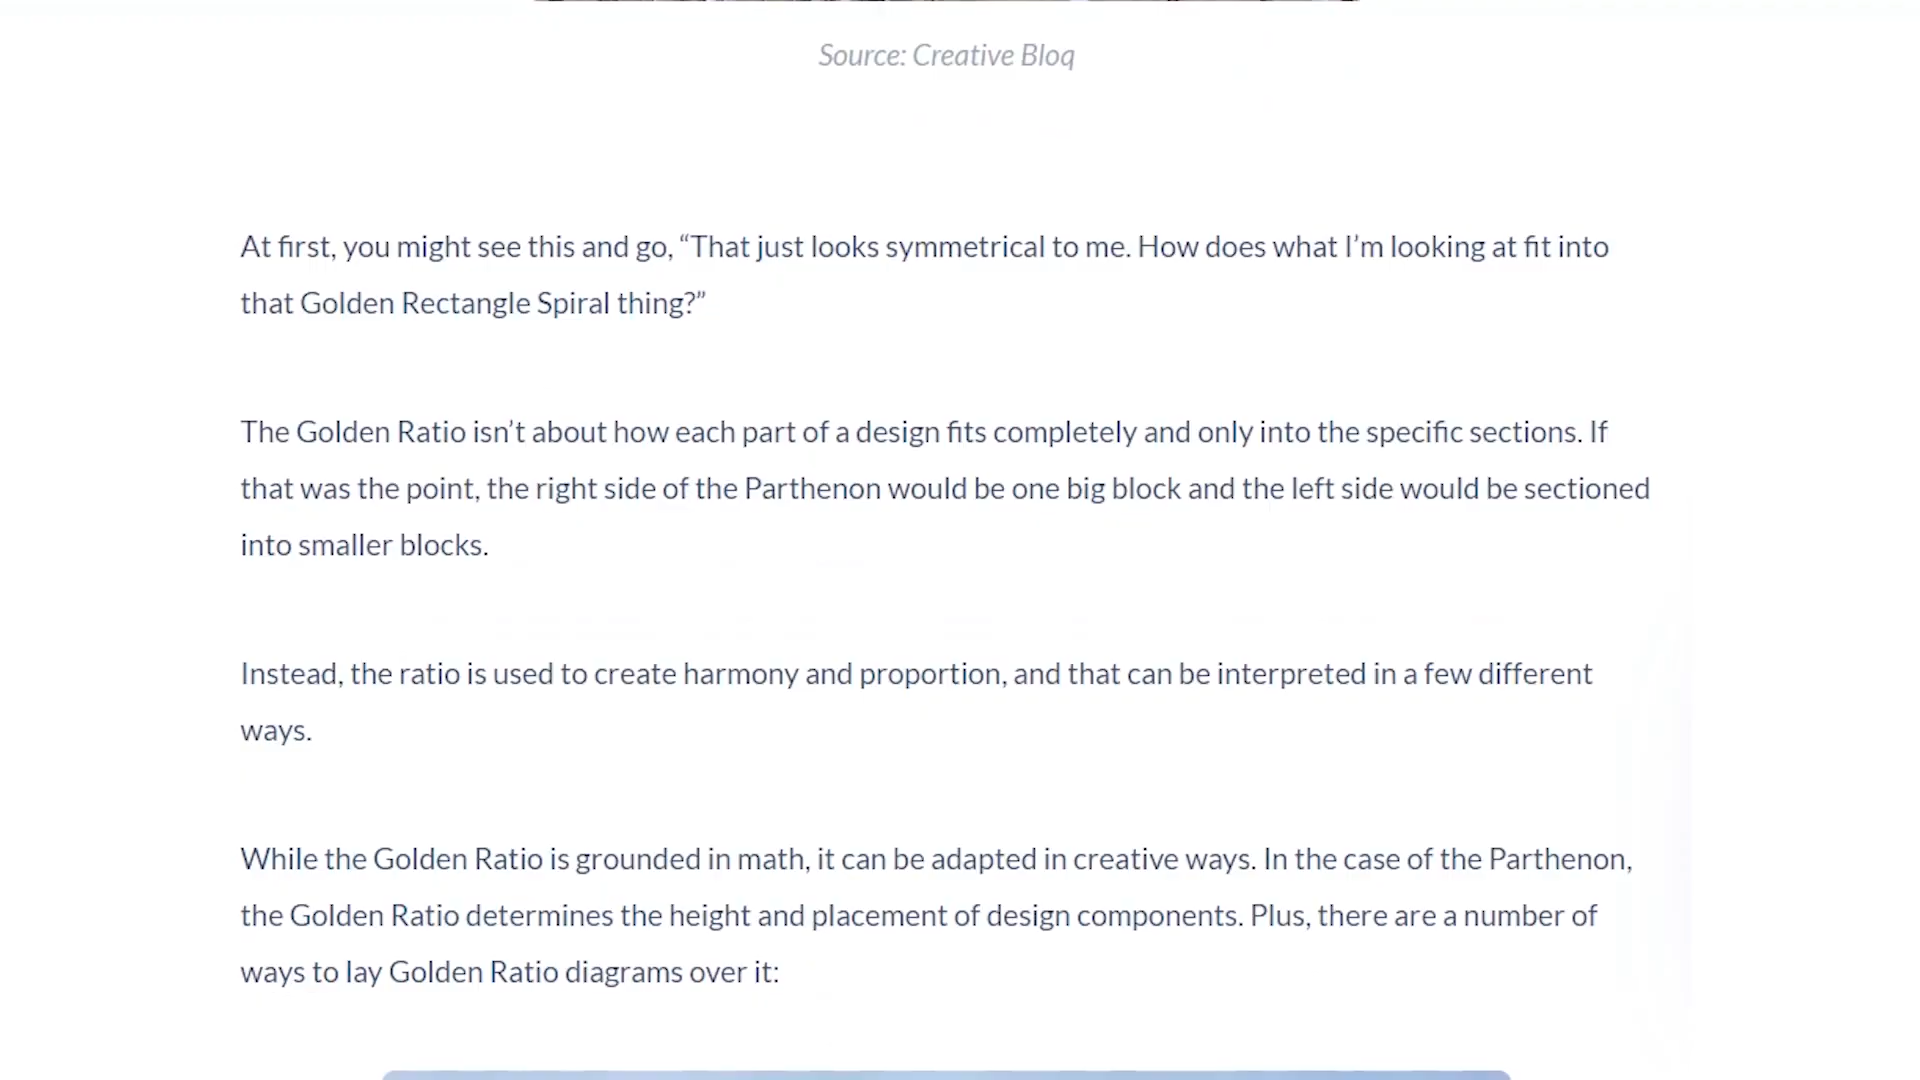 Source: Creative Bloq
At first, you might see this and go, “That just looks symmetrical to me. How does what I’m looking at fit into
that Golden Rectangle Spiral thing?”
The Golden Ratio isn’t about how each part of a design fits completely and only into the specific sections. If
that was the point, the right side of the Parthenon would be one big block and the left side would be sectioned
into smaller blocks.
Instead, the ratio is used to create harmony and proportion, and that can be interpreted in a few different
ways.
While the Golden Ratio is grounded in math, it can be adapted in creative ways. In the case of the Parthenon,
the Golden Ratio determines the height and placement of design components. Plus, there are a number of
ways to lay Golden Ratio diagrams over it: